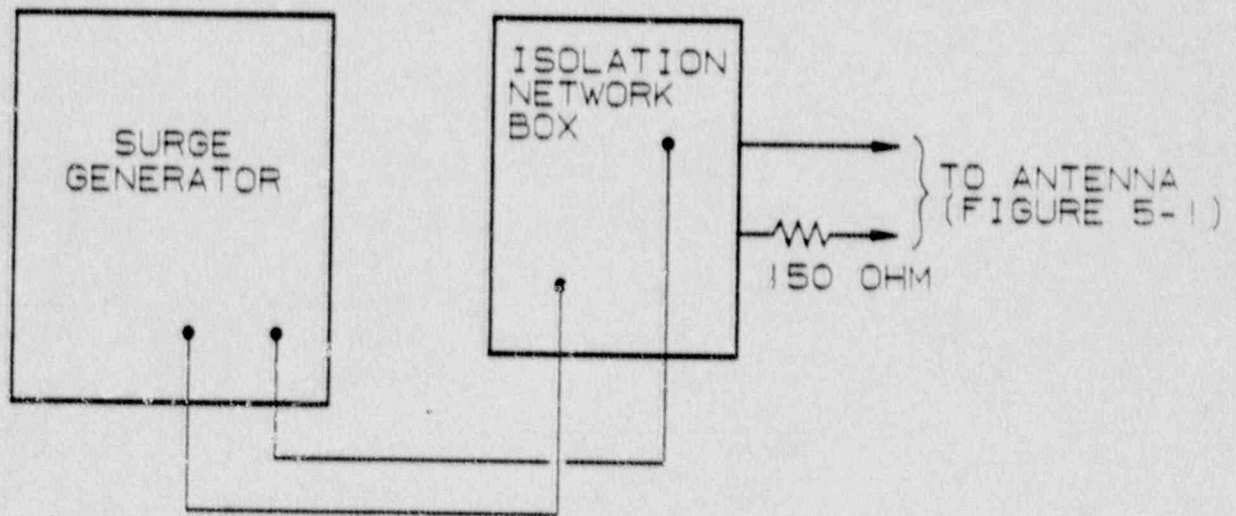 SURGE
GENERATOR
ISOLATION
NETWORK
BOX
TO ANTENNA
(FIGURE 5-1)
150 OHM